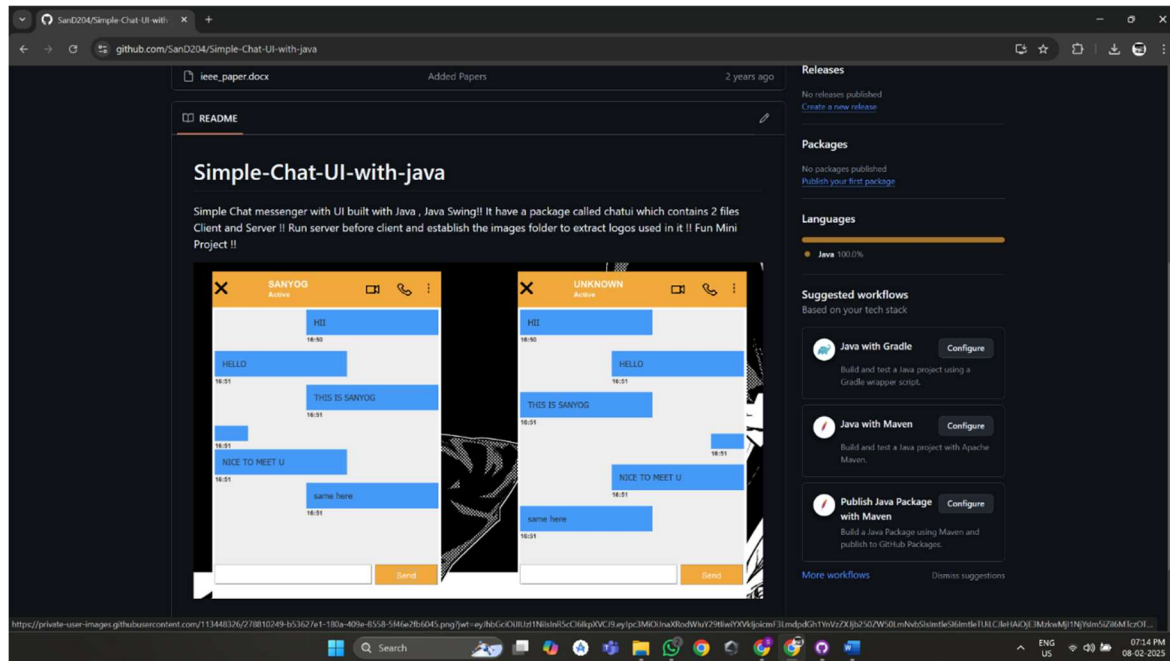 SanD204/Simple-Chat-UI-with
github.com/SanD204/Simple-Chat-UI-with-java
ieee_paper.docx
Added Papers
2 years ago
README
Simple-Chat-UI-with-java
Simple Chat messenger with UI built with Java , Java Swing!! It have a package called chatui which contains 2 files
Client and Server !! Run server before client and establish the images folder to extract logos used in it !! Fun Mini
Project !!
SANYOG
Active
HII
16:50
HELLO
16:51
THIS IS SANYOG
16:51
16:51
NICE TO MEET U
16:51
same here
16:51
Send
UNKNOWN
Active
HII
16:50
HELLO
16:51
THIS IS SANYOG
16:51
16:51
NICE TO MEET U
16:51
same here
16:51
Send
Releases
No releases published
Create a new release
Packages
No packages published
Publish your first package
Languages
Java 100.0%
Suggested workflows
Based on your tech stack
Java with Gradle
Configure
Build and test a Java project using a
Gradle wrapper script.
Java with Maven
Configure
Build and test a Java project with Apache
Maven.
Publish Java Package
with Maven
Configure
Build a Java Package using Maven and
publish to GitHub Packages.
More workflows
Dismiss suggestions
Search
ENG
US
07:14 PM
08-02-2025